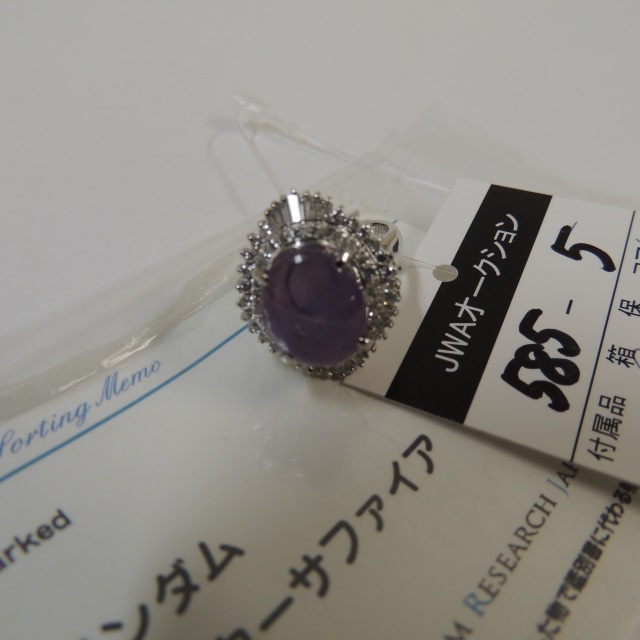 JWAオークション
585-5
付属品 箱 保
Sorting Memo
arked
ンダム
ーサファイア
M RESEARCH JA